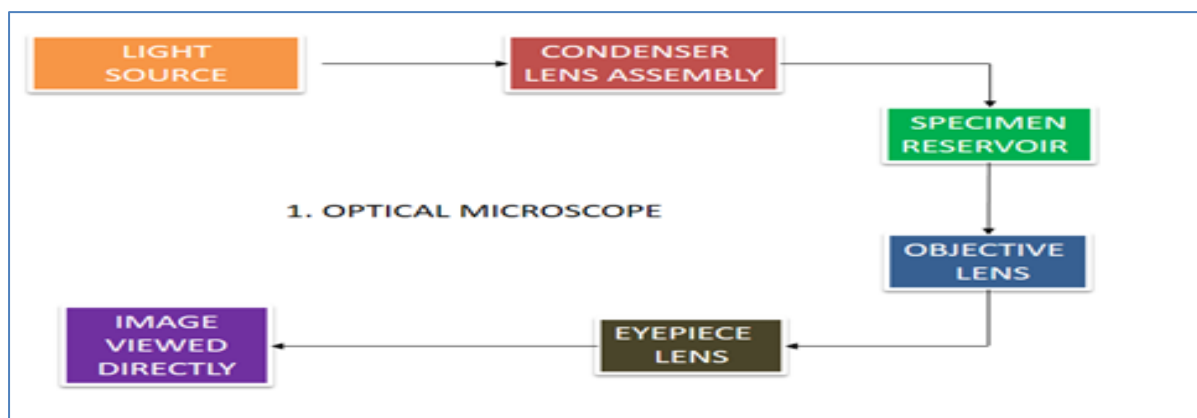 LIGHT
SOURCE
CONDENSER
LENS ASSEMBLY
SPECIMEN
RESERVOIR
1. OPTICAL MICROSCOPE
OBJECTIVE
LENS
EYEPIECE
LENS
IMAGE
VIEWED
DIRECTLY